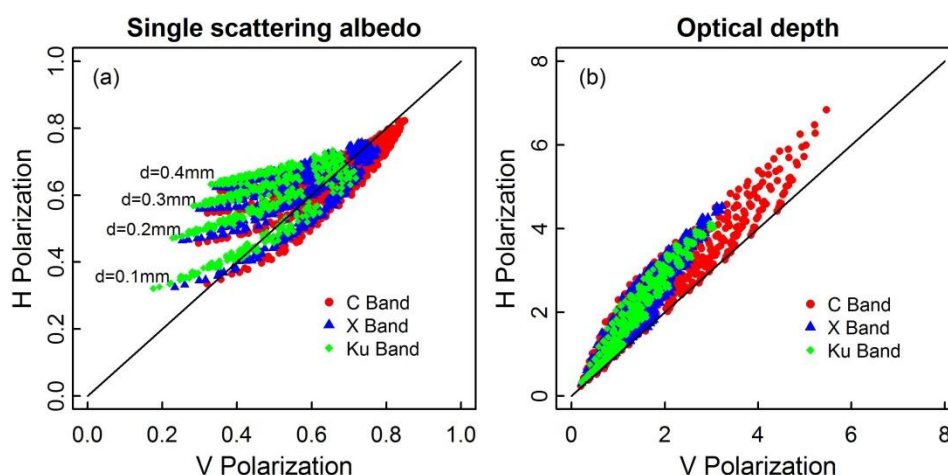 Single scattering albedo
(a)
H Polarization
1.0
0.8
0.6
0.4
0.2
0.0
d=0.4mm
d=0.3mm
d=0.2mm
d=0.1mm
C Band
X Band
Ku Band
0.0 0.2 0.4 0.6 0.8 1.0
V Polarization
Optical depth
(b)
H Polarization
8
6
4
2
0
C Band
X Band
Ku Band
0 2 4 6 8
V Polarization